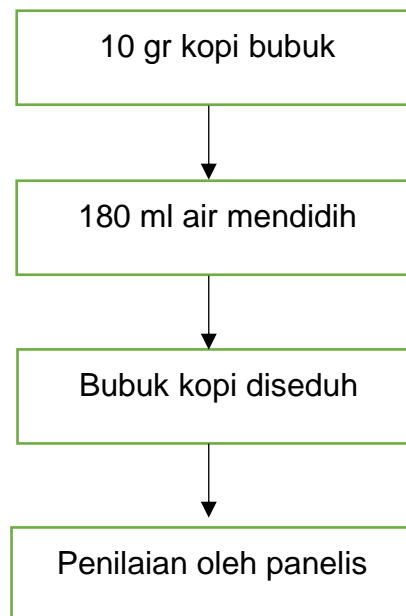 10 gr kopi bubuk
180 ml air mendidih
Bubuk kopi diseduh
Penilaian oleh panelis